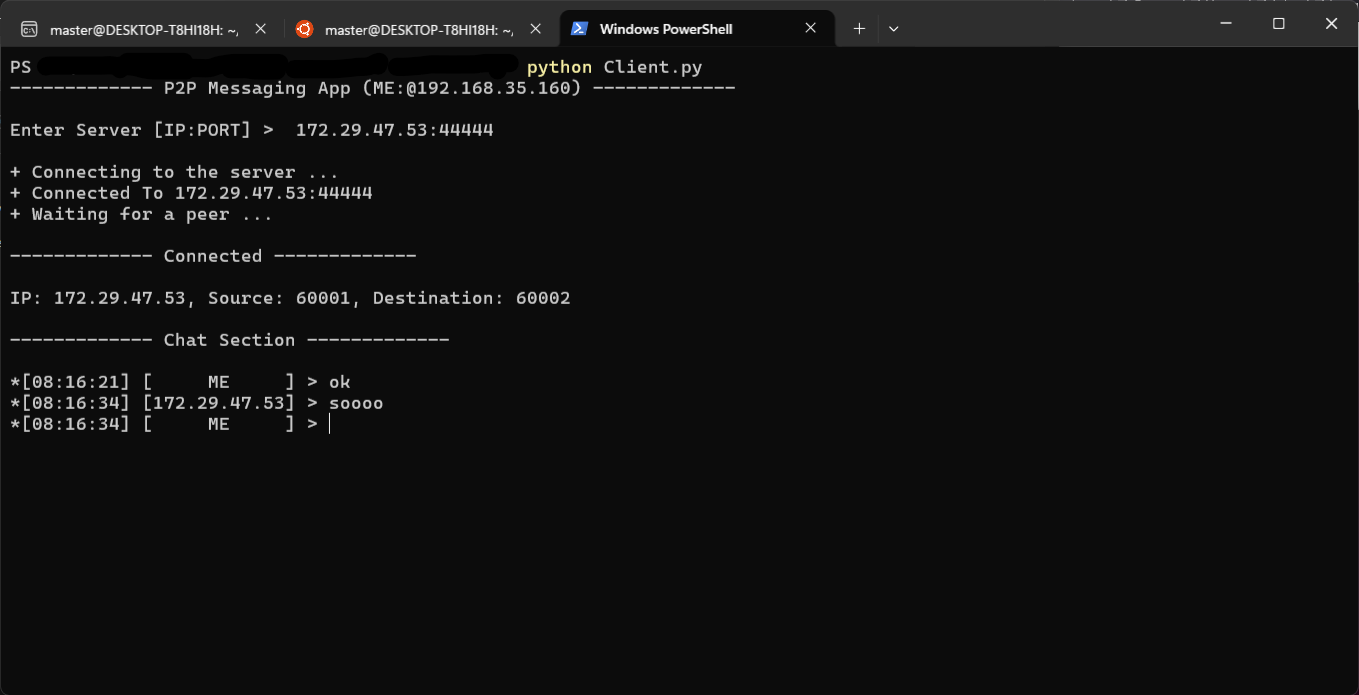 master@DESKTOP-T8HI18H: ~,
master@DESKTOP-T8HI18H: ~,
Windows PowerShell
PS python Client.py
------------- P2P Messaging App (ME:@192.168.35.160) -------------
Enter Server [IP:PORT] >  172.29.47.53:44444
+ Connecting to the server ...
+ Connected To 172.29.47.53:44444
+ Waiting for a peer ...
------------- Connected -------------
IP: 172.29.47.53, Source: 60001, Destination: 60002
------------- Chat Section -------------
*[08:16:21] [     ME     ] > ok
*[08:16:34] [172.29.47.53] > soooo
*[08:16:34] [     ME     ] >